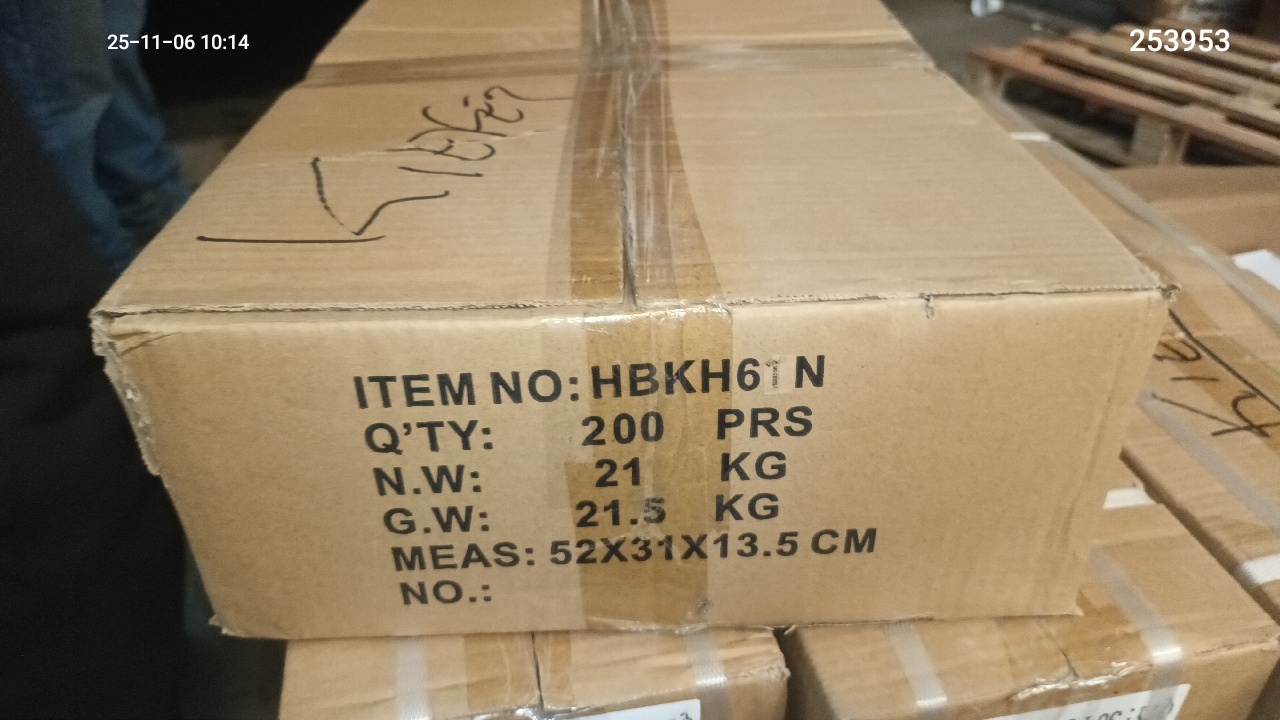 25-11-06 10:14
253953
ITEM NO: HBKH61N
Q'TY: 200 PRS
N.W: 21 KG
G.W: 21.5 KG
MEAS: 52X31X13.5 CM
NO.: